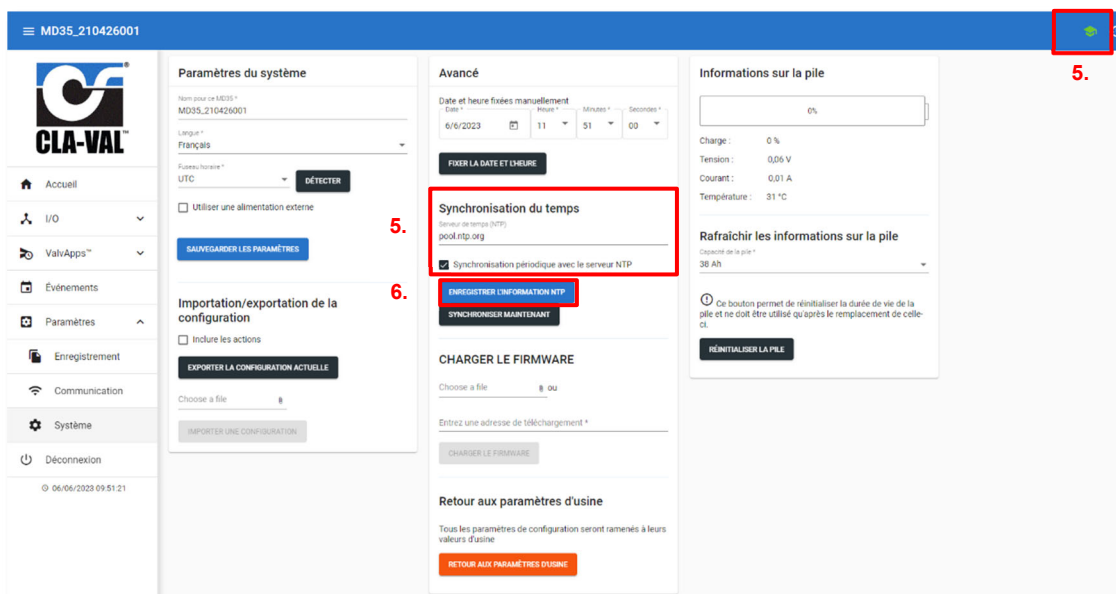 MD35_210426001
5.
CLA-VAL™
Accueil
I/O
ValvApps™
Événements
Paramètres
Enregistrement
Communication
Système
Déconnexion
06/06/2023 09:51:21
Paramètres du système
Nom pour ce MD35 *
MD35_210426001
Langue *
Français
Fuseau horaire *
UTC
DÉTECTER
Utiliser une alimentation externe
SAUVEGARDER LES PARAMÈTRES
Importation/exportation de la
configuration
Inclure les actions
EXPORTER LA CONFIGURATION ACTUELLE
Choose a file
IMPORTER UNE CONFIGURATION
Avancé
Date et heure fixées manuellement
Date * Heure * Minutes * Secondes *
6/6/2023 11 51 00
FIXER LA DATE ET L'HEURE
5.
Synchronisation du temps
Serveur de temps (NTP)
pool.ntp.org
Synchronisation périodique avec le serveur NTP
6.
ENREGISTRER L'INFORMATION NTP
SYNCHRONISER MAINTENANT
CHARGER LE FIRMWARE
Choose a file ou
Entrez une adresse de téléchargement *
CHARGER LE FIRMWARE
Retour aux paramètres d'usine
Tous les paramètres de configuration seront ramenés à leurs
valeurs d'usine
RETOUR AUX PARAMÈTRES D'USINE
Informations sur la pile
0%
Charge : 0 %
Tension : 0,06 V
Courant : 0,01 A
Température : 31 °C
Rafraîchir les informations sur la pile
Capacité de la pile *
38 Ah
Ce bouton permet de réinitialiser la durée de vie de la
pile et ne doit être utilisé qu'après le remplacement de celle-
ci.
RÉINITIALISER LA PILE